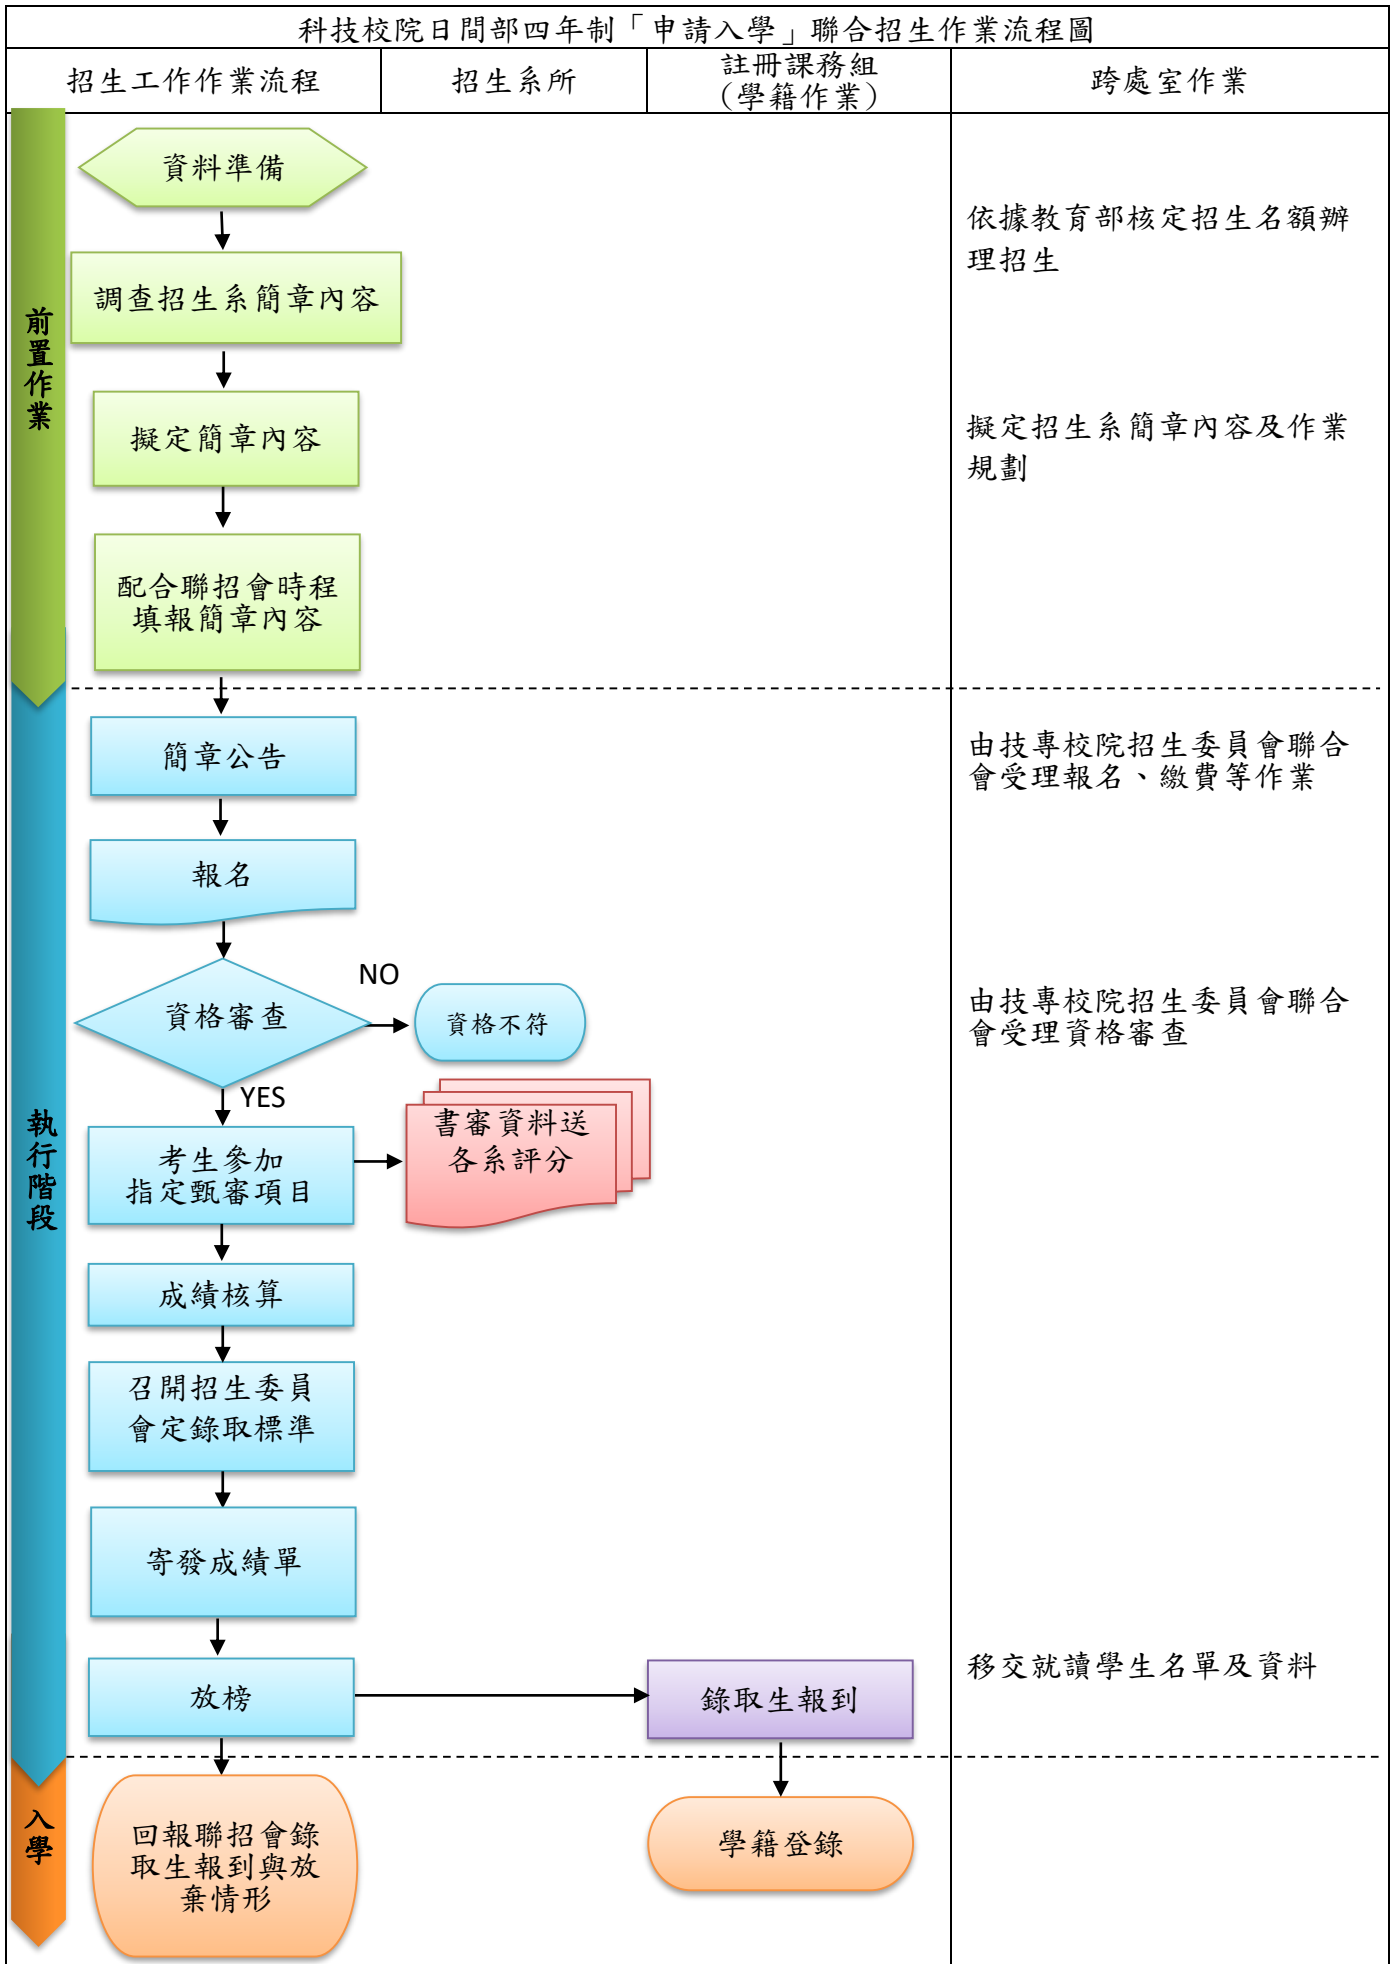 科技校院日間部四年制「申請入學」聯合招生作業流程圖
招生工作作業流程
招生系所
註冊課務組
(學籍作業)
跨處室作業
前置作業
資料準備
依據教育部核定招生名額辦
理招生
調查招生系簡章內容
擬定簡章內容
擬定招生系簡章內容及作業
規劃
配合聯招會時程
填報簡章內容
執行階段
簡章公告
由技專校院招生委員會聯合
會受理報名、繳費等作業
報名
資格審查
NO
資格不符
由技專校院招生委員會聯合
會受理資格審查
YES
考生參加
指定甄審項目
書審資料送
各系評分
成績核算
召開招生委員
會定錄取標準
寄發成績單
放榜
錄取生報到
移交就讀學生名單及資料
入學
回報聯招會錄
取生報到與放
棄情形
學籍登錄